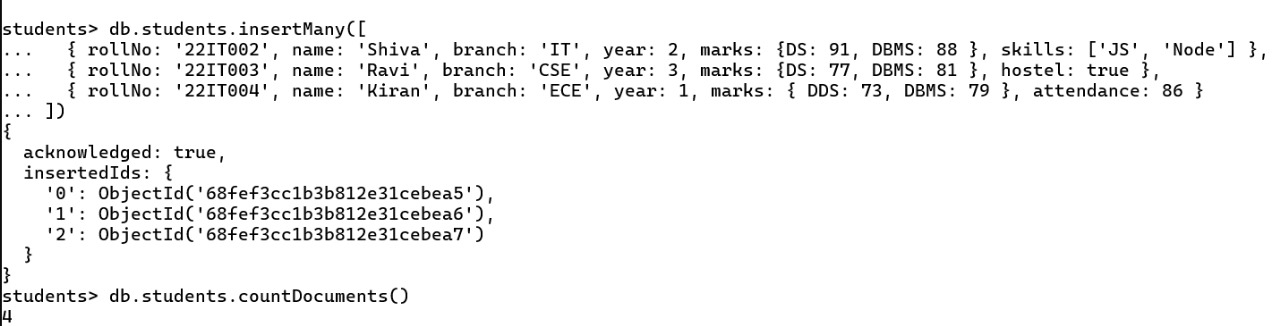 students> db.students.insertMany([
...   { rollNo: '22IT002', name: 'Shiva', branch: 'IT', year: 2, marks: {DS: 91, DBMS: 88 }, skills: ['JS', 'Node'] },
...   { rollNo: '22IT003', name: 'Ravi', branch: 'CSE', year: 3, marks: {DS: 77, DBMS: 81 }, hostel: true },
...   { rollNo: '22IT004', name: 'Kiran', branch: 'ECE', year: 1, marks: { DDS: 73, DBMS: 79 }, attendance: 86 }
... ])
{
  acknowledged: true,
  insertedIds: {
    '0': ObjectId('68fef3cc1b3b812e31cebea5'),
    '1': ObjectId('68fef3cc1b3b812e31cebea6'),
    '2': ObjectId('68fef3cc1b3b812e31cebea7')
  }
}
students> db.students.countDocuments()
4